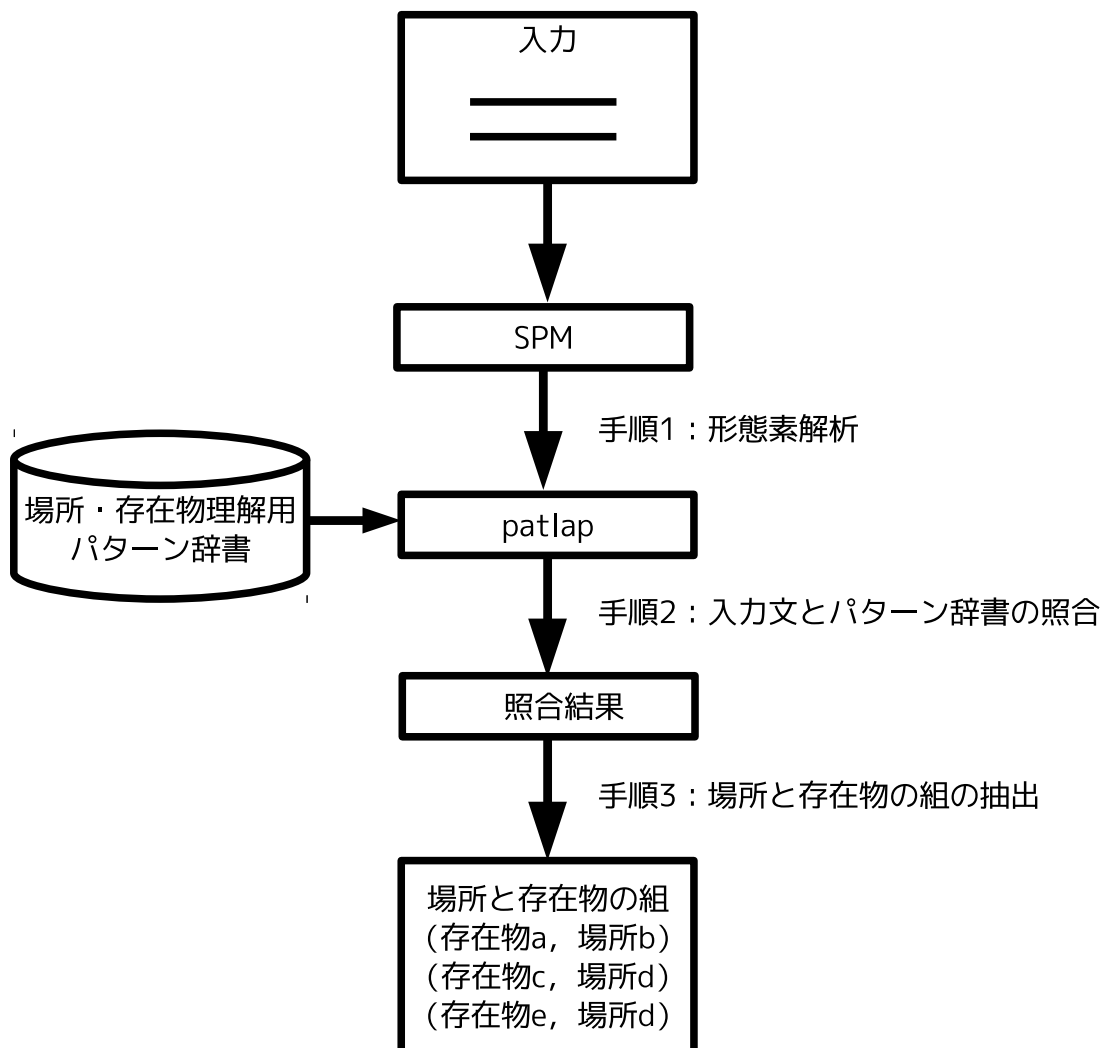 入力
SPM
手順1：形態素解析
場所・存在物理解用
パターン辞書
patlap
手順2：入力文とパターン辞書の照合
照合結果
手順3：場所と存在物の組の抽出
場所と存在物の組
（存在物a，場所b）
（存在物c，場所d）
（存在物e，場所d）